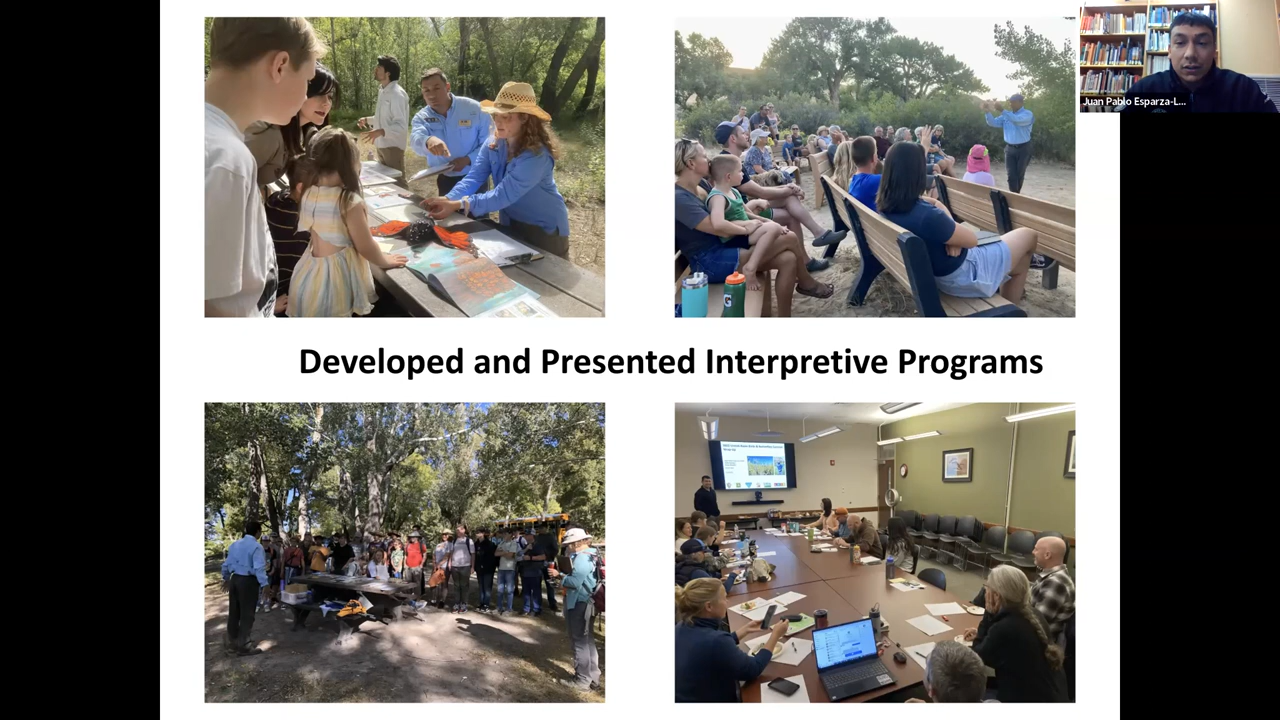 Juan Pablo Esparza-L...
Developed and Presented Interpretive Programs